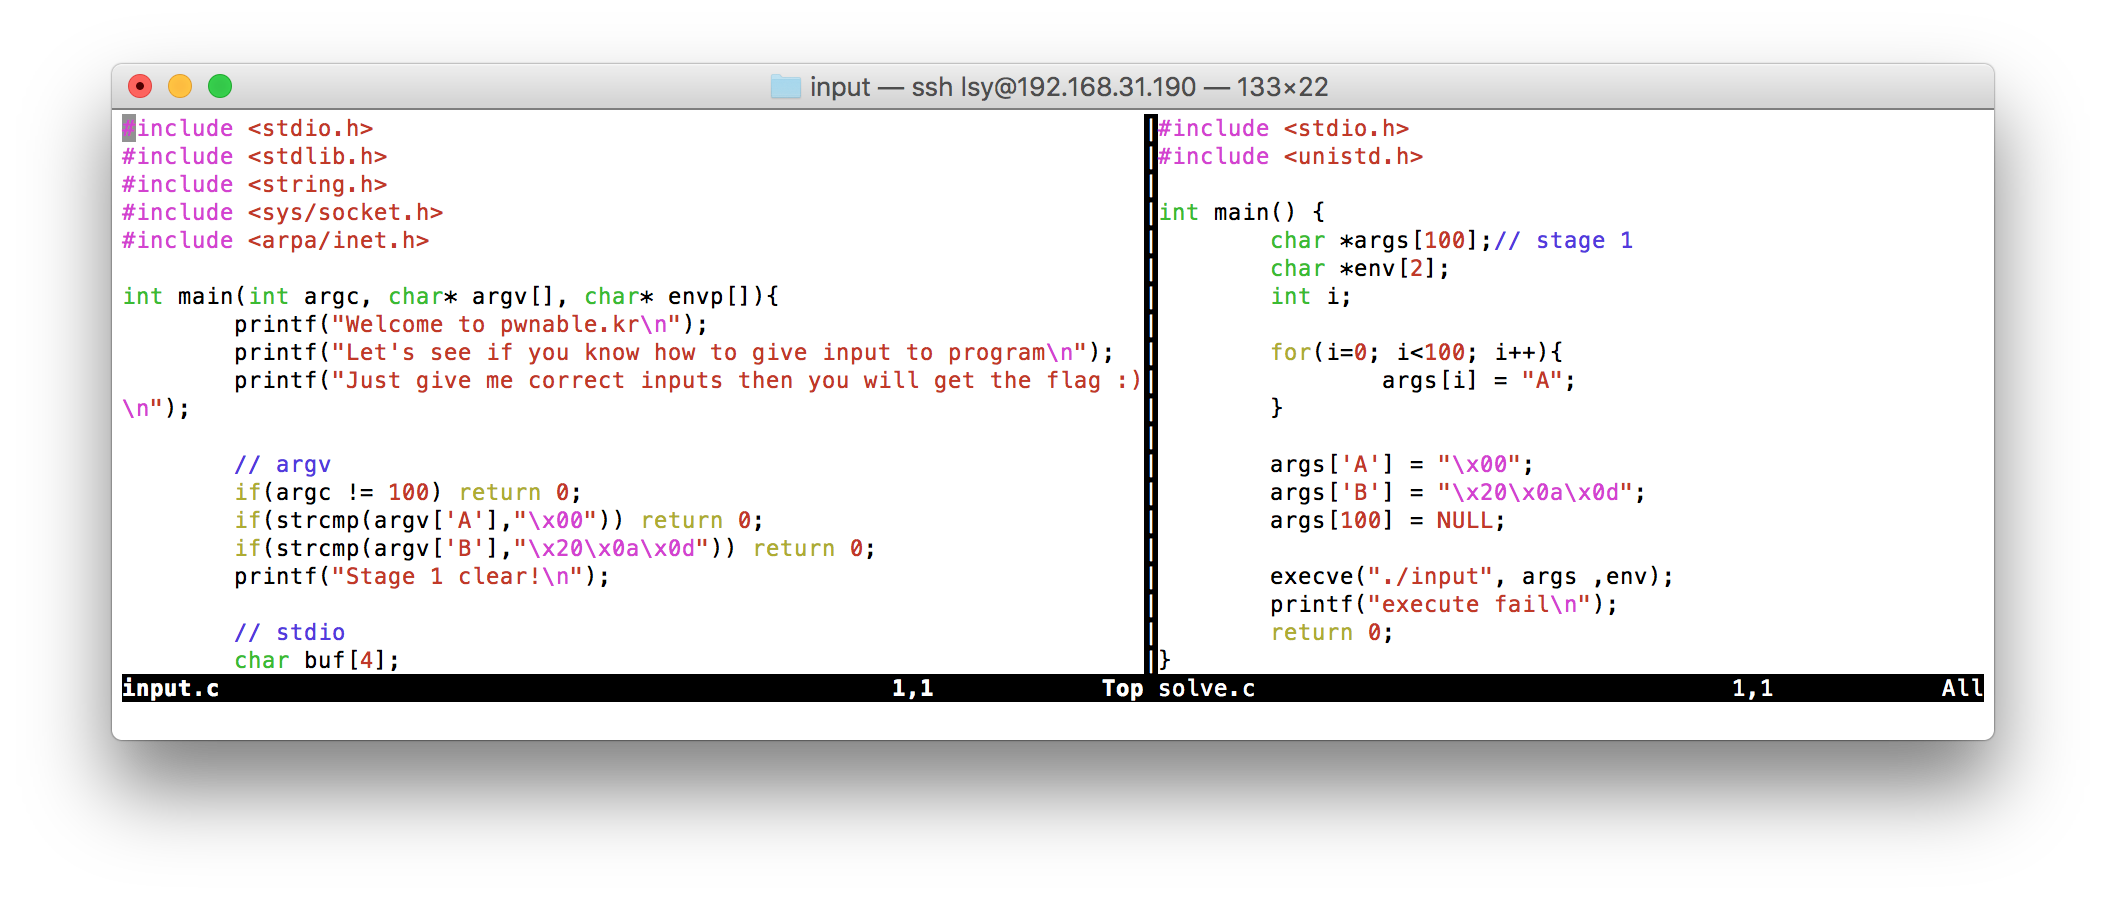 input — ssh lsy@192.168.31.190 — 133×22
#include <stdio.h>
#include <stdlib.h>
#include <string.h>
#include <sys/socket.h>
#include <arpa/inet.h>

int main(int argc, char* argv[], char* envp[]){
        printf("Welcome to pwnable.kr\n");
        printf("Let's see if you know how to give input to program\n");
        printf("Just give me correct inputs then you will get the flag :)
\n");

        // argv
        if(argc != 100) return 0;
        if(strcmp(argv['A'],"\x00")) return 0;
        if(strcmp(argv['B'],"\x20\x0a\x0d")) return 0;
        printf("Stage 1 clear!\n");

        // stdio
        char buf[4];
input.c 1,1 Top
#include <stdio.h>
#include <unistd.h>

int main() {
        char *args[100];// stage 1
        char *env[2];
        int i;

        for(i=0; i<100; i++){
                args[i] = "A";
        }

        args['A'] = "\x00";
        args['B'] = "\x20\x0a\x0d";
        args[100] = NULL;

        execve("./input", args ,env);
        printf("execute fail\n");
        return 0;
}
solve.c 1,1 All